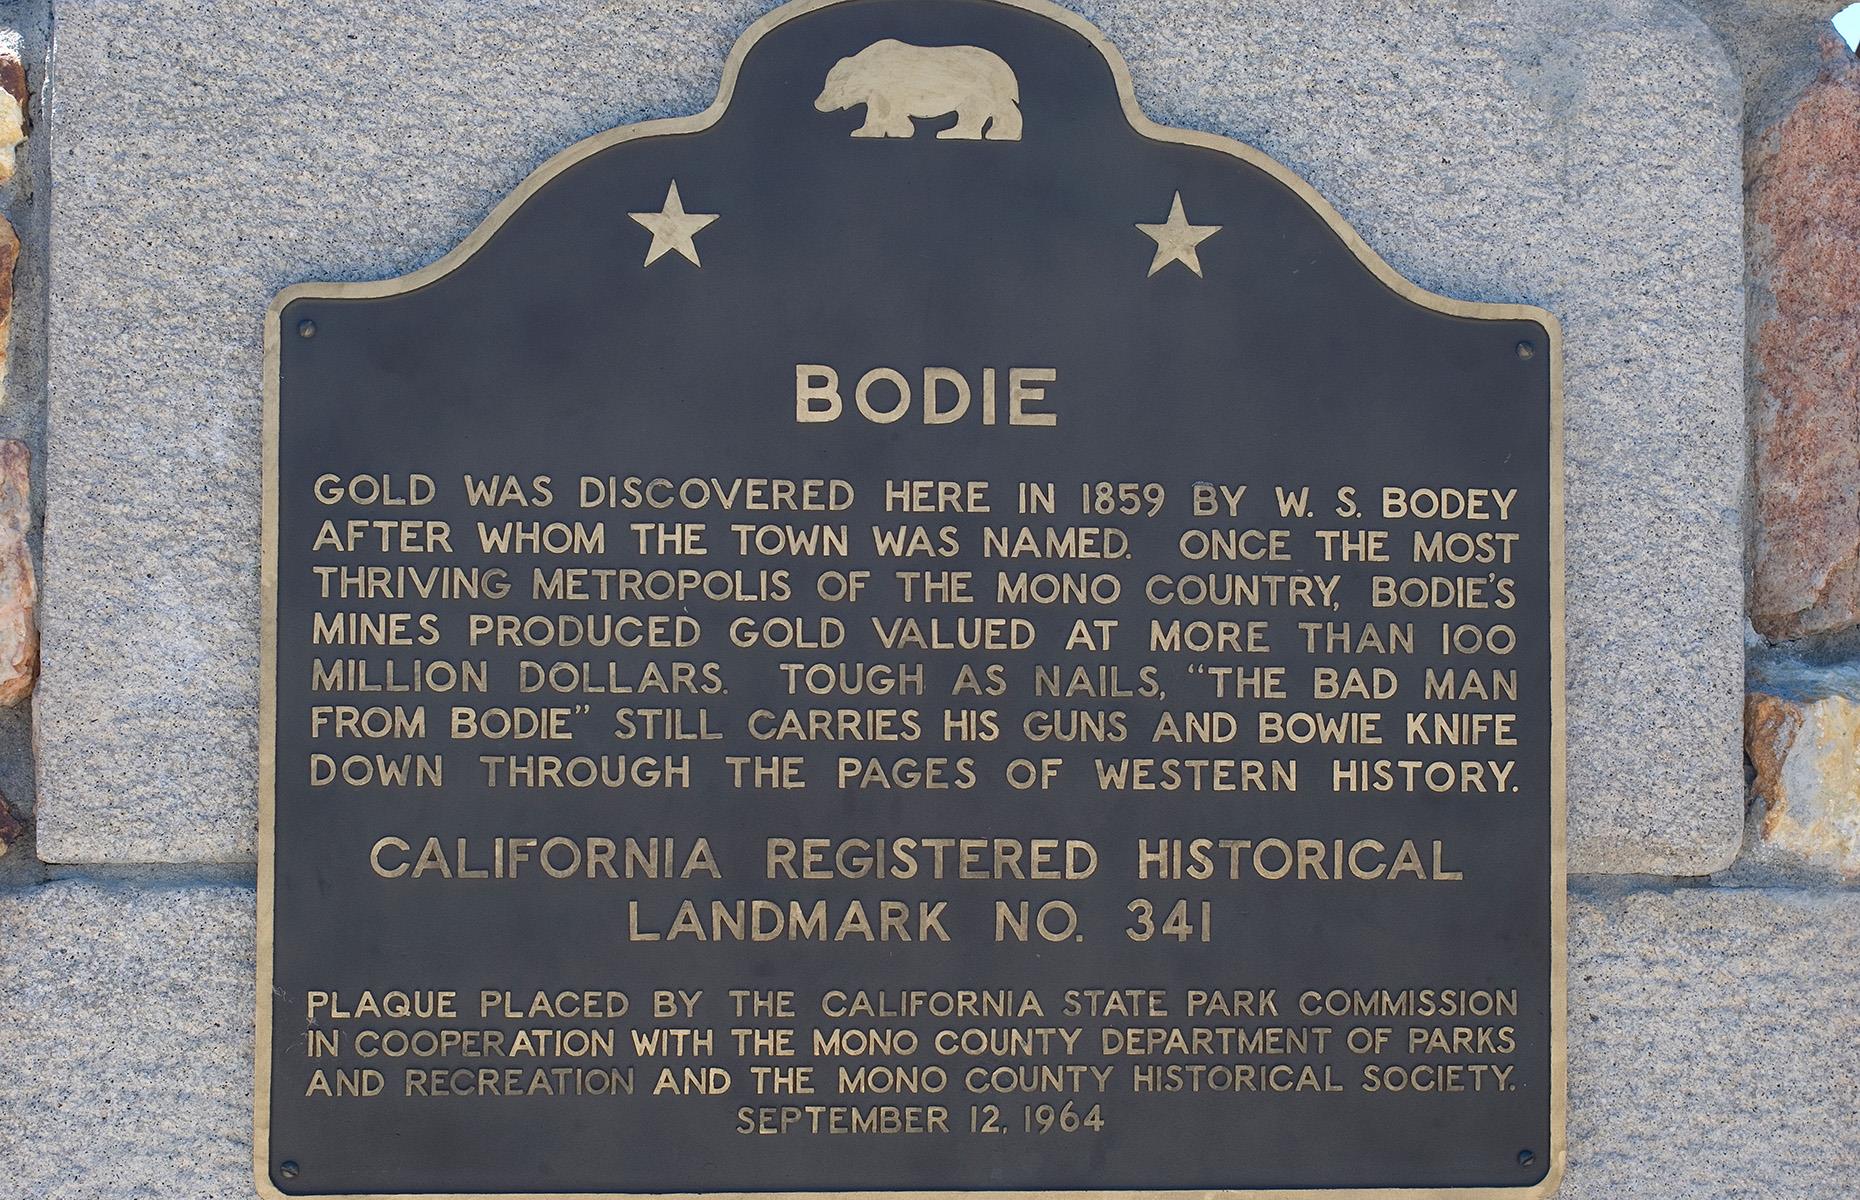 BODIE
GOLD WAS DISCOVERED HERE IN 1859 BY W. S. BODEY
AFTER WHOM THE TOWN WAS NAMED. ONCE THE MOST
THRIVING METROPOLIS OF THE MONO COUNTRY, BODIE'S
MINES PRODUCED GOLD VALUED AT MORE THAN 100
MILLION DOLLARS. TOUGH AS NAILS, "THE BAD MAN
FROM BODIE" STILL CARRIES HIS GUNS AND BOWIE KNIFE
DOWN THROUGH THE PAGES OF WESTERN HISTORY.
CALIFORNIA REGISTERED HISTORICAL
LANDMARK NO. 341
PLAQUE PLACED BY THE CALIFORNIA STATE PARK COMMISSION
IN COOPERATION WITH THE MONO COUNTY DEPARTMENT OF PARKS
AND RECREATION AND THE MONO COUNTY HISTORICAL SOCIETY.
SEPTEMBER 12, 1964